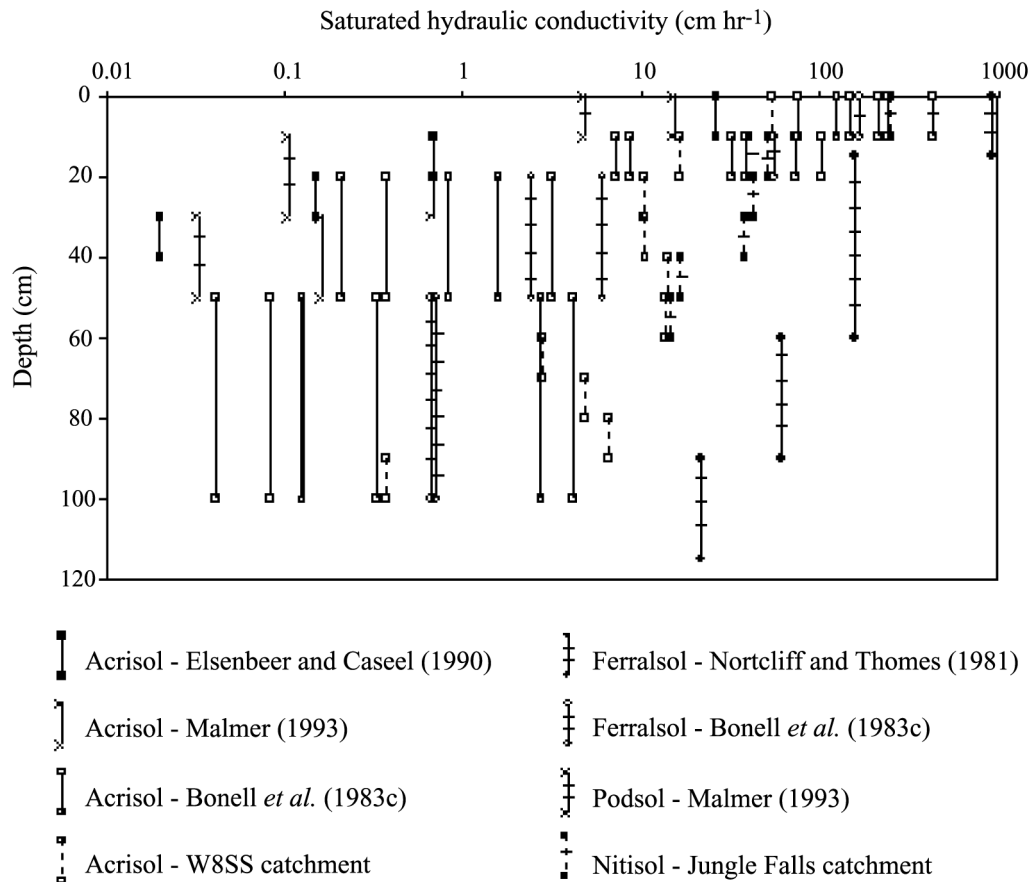 Saturated hydraulic conductivity (cm hr-1)
0.01 0.1 1 10 100 1000
0
20
40
60
80
100
120
Depth (cm)
Acrisol - Elsenbeer and Caseel (1990)
Acrisol - Malmer (1993)
Acrisol - Bonell et al. (1983c)
Acrisol - W8SS catchment
Ferralsol - Nortcliff and Thomes (1981)
Ferralsol - Bonell et al. (1983c)
Podsol - Malmer (1993)
Nitisol - Jungle Falls catchment